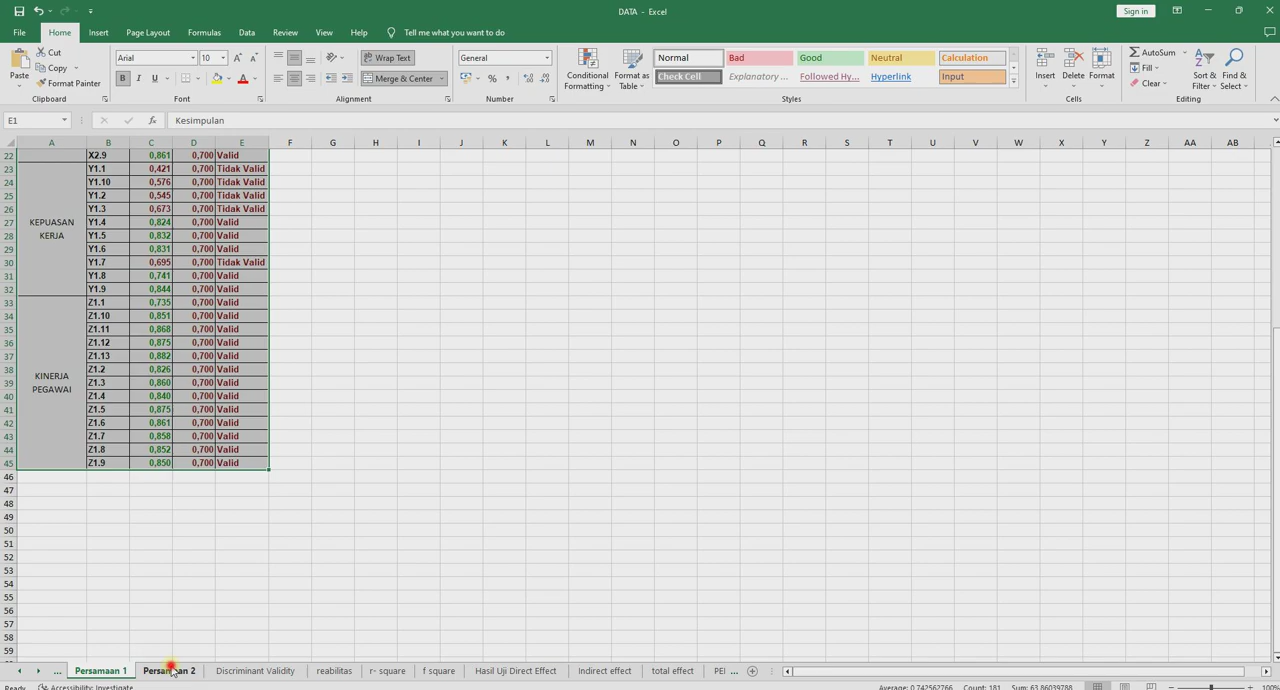 DATA - Excel
Sign in
File Home Insert Page Layout Formulas Data Review View Help Tell me what you want to do
Paste
Cut
Copy
Format Painter
Arial 10
B I U
Wrap Text
Merge & Center
General
Conditional Formatting
Format as Table
Normal Bad Good Neutral Calculation
Check Cell Explanatory ... Followed Hy... Hyperlink Input
Insert Delete Format
AutoSum
Fill
Clear
Sort & Filter
Find & Select
Clipboard Font Alignment Number Styles Cells Editing
E1 fx Kesimpulan
A B C D E F G H I J K L M N O P Q R S T U V W X Y Z AA AB
22 X2.9 0,861 0,700 Valid
23 Y1.1 0,421 0,700 Tidak Valid
24 Y1.10 0,576 0,700 Tidak Valid
25 Y1.2 0,545 0,700 Tidak Valid
26 Y1.3 0,673 0,700 Tidak Valid
27 KEPUASAN Y1.4 0,824 0,700 Valid
28 KERJA Y1.5 0,832 0,700 Valid
29 Y1.6 0,831 0,700 Valid
30 Y1.7 0,695 0,700 Tidak Valid
31 Y1.8 0,741 0,700 Valid
32 Y1.9 0,844 0,700 Valid
33 Z1.1 0,735 0,700 Valid
34 Z1.10 0,851 0,700 Valid
35 Z1.11 0,868 0,700 Valid
36 Z1.12 0,875 0,700 Valid
37 Z1.13 0,882 0,700 Valid
38 KINERJA Z1.2 0,826 0,700 Valid
39 PEGAWAI Z1.3 0,860 0,700 Valid
40 Z1.4 0,840 0,700 Valid
41 Z1.5 0,875 0,700 Valid
42 Z1.6 0,861 0,700 Valid
43 Z1.7 0,858 0,700 Valid
44 Z1.8 0,852 0,700 Valid
45 Z1.9 0,850 0,700 Valid
46
47
48
49
50
51
52
53
54
55
56
57
58
59
... Persamaan 1 Persamaan 2 Discriminant Validity reabilitas r- square f square Hasil Uji Direct Effect Indirect effect total effect PEI ...
Ready Accessibility: Investigate Average: 0,742562766 Count: 181 Sum: 63,86039788 100%